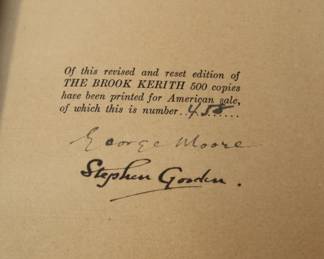 Of this revised and reset edition of
THE BROOK KERITH 500 copies
have been printed for American sale,
of which this is number..458......
George Moore
Stephen Gooden.